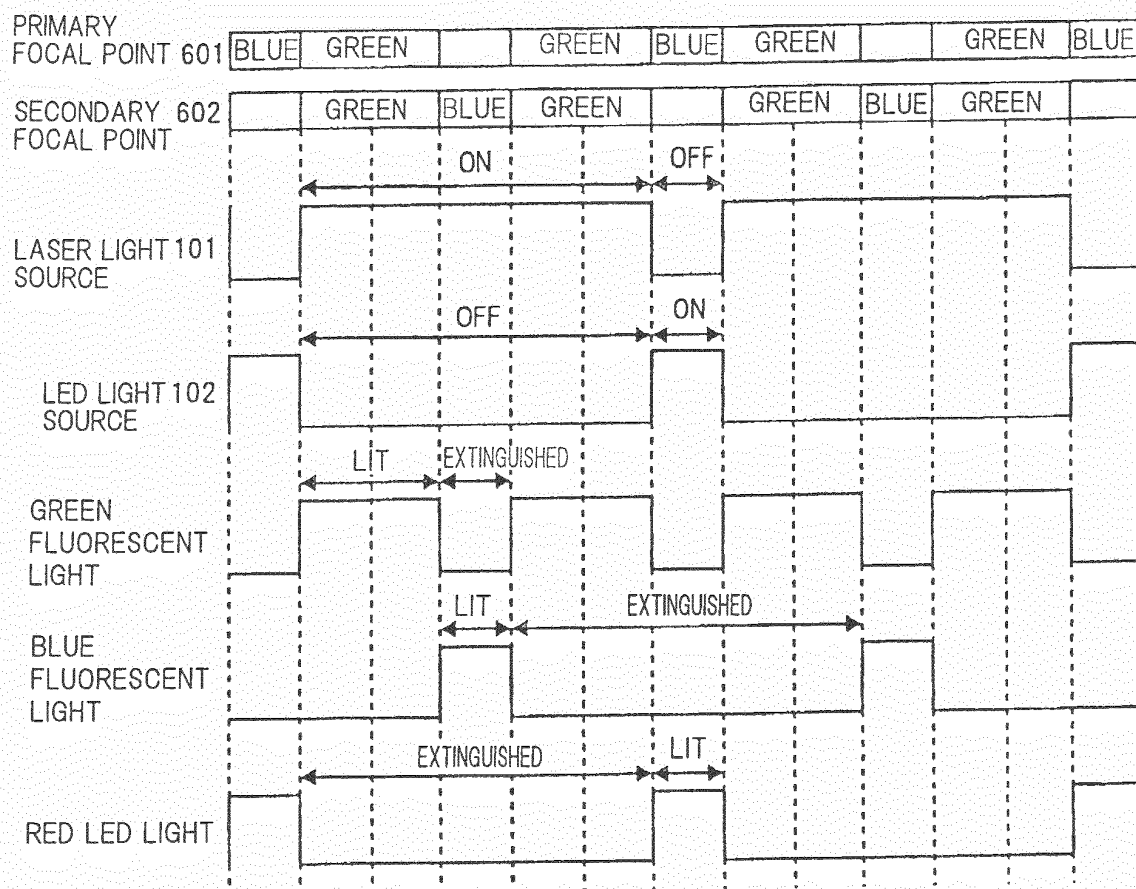 PRIMARY
FOCAL POINT 601
BLUE GREEN GREEN BLUE GREEN GREEN BLUE
SECONDARY 602
FOCAL POINT
GREEN BLUE GREEN GREEN BLUE GREEN
ON OFF
LASER LIGHT 101
SOURCE
OFF ON
LED LIGHT 102
SOURCE
LIT EXTINGUISHED
GREEN
FLUORESCENT
LIGHT
LIT EXTINGUISHED
BLUE
FLUORESCENT
LIGHT
EXTINGUISHED LIT
RED LED LIGHT